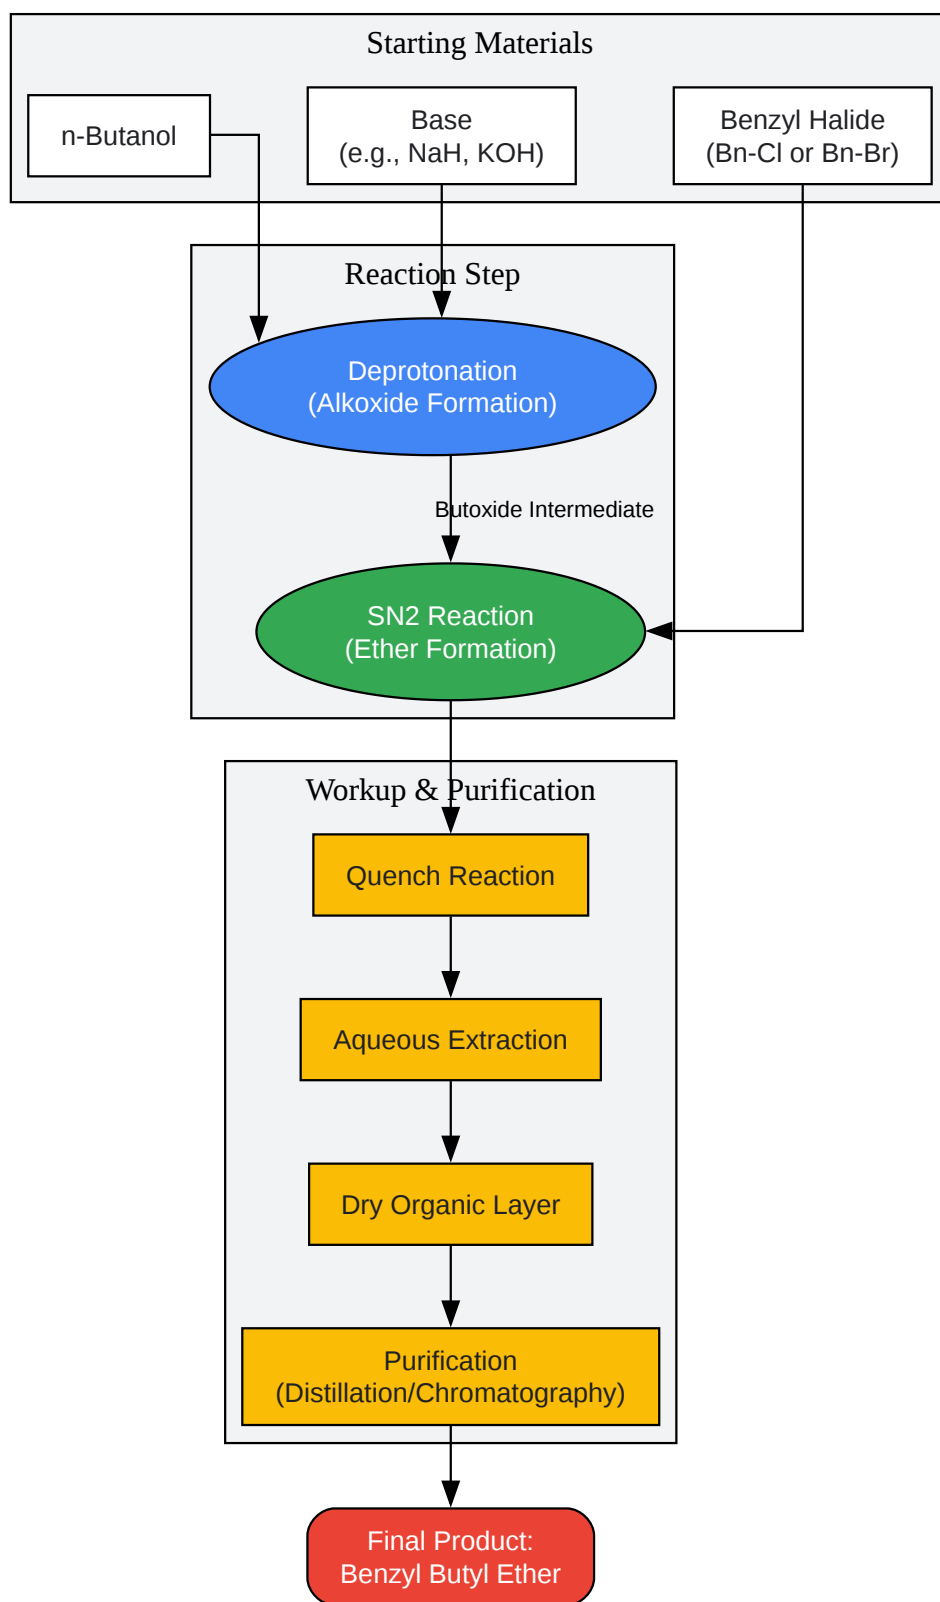 Starting Materials
n-Butanol
Base
(e.g., NaH, KOH)
Benzyl Halide
(Bn-Cl or Bn-Br)
Reaction Step
Deprotonation
(Alkoxide Formation)
Butoxide Intermediate
SN2 Reaction
(Ether Formation)
Workup & Purification
Quench Reaction
Aqueous Extraction
Dry Organic Layer
Purification
(Distillation/Chromatography)
Final Product:
Benzyl Butyl Ether